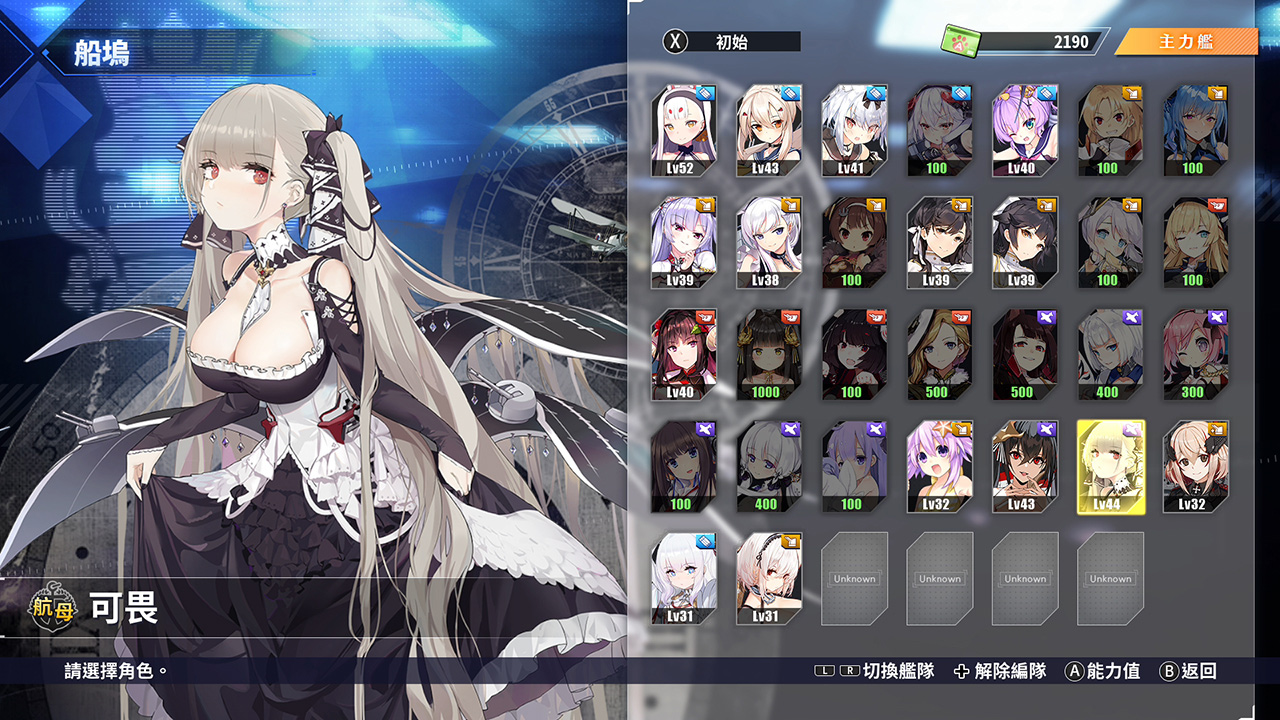 船塢
X 初始
2190
主力艦
Lv52 Lv43 Lv41 100 Lv40 100 100
Lv39 Lv38 100 Lv39 Lv39 100 100
Lv40 1000 100 500 500 400 300
100 400 100 Lv32 Lv43 Lv44 Lv32
Lv31 Lv31 Unknown Unknown Unknown Unknown
航母 可畏
請選擇角色。
L R 切換艦隊 解除編隊 A 能力值 B 返回